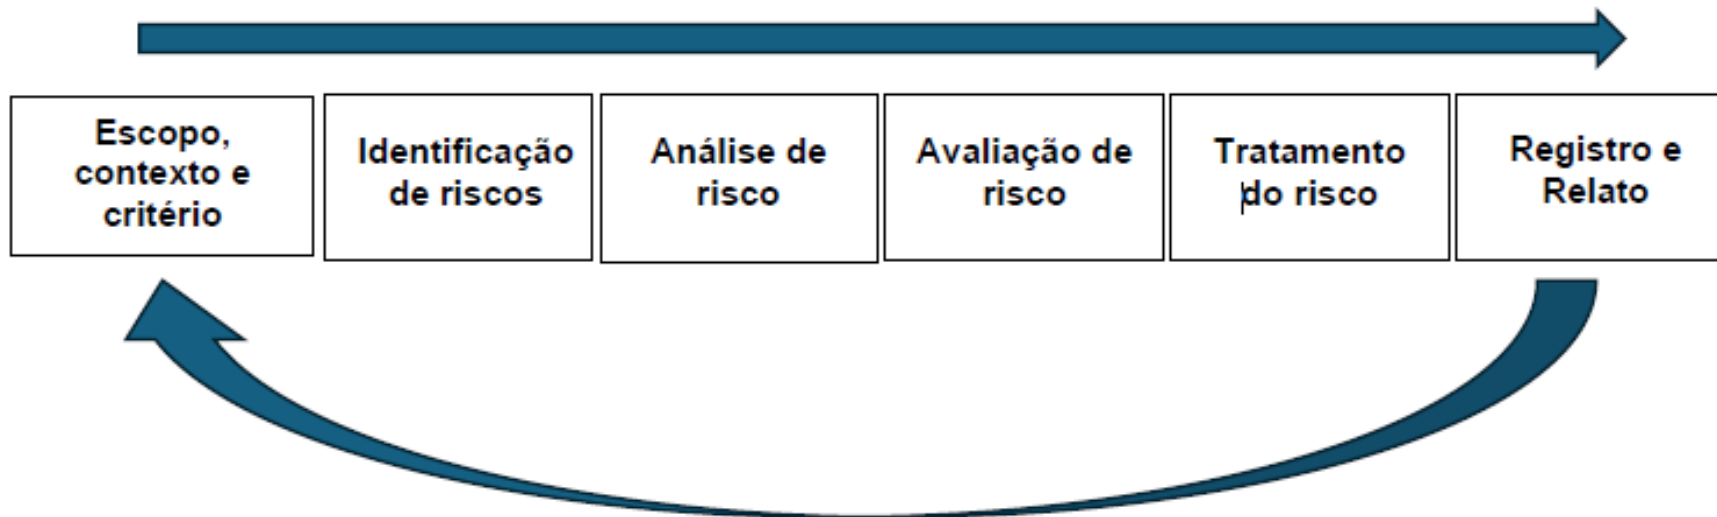 Escopo,
contexto e
critério
Identificação
de riscos
Análise de
risco
Avaliação de
risco
Tratamento
do risco
Registro e
Relato